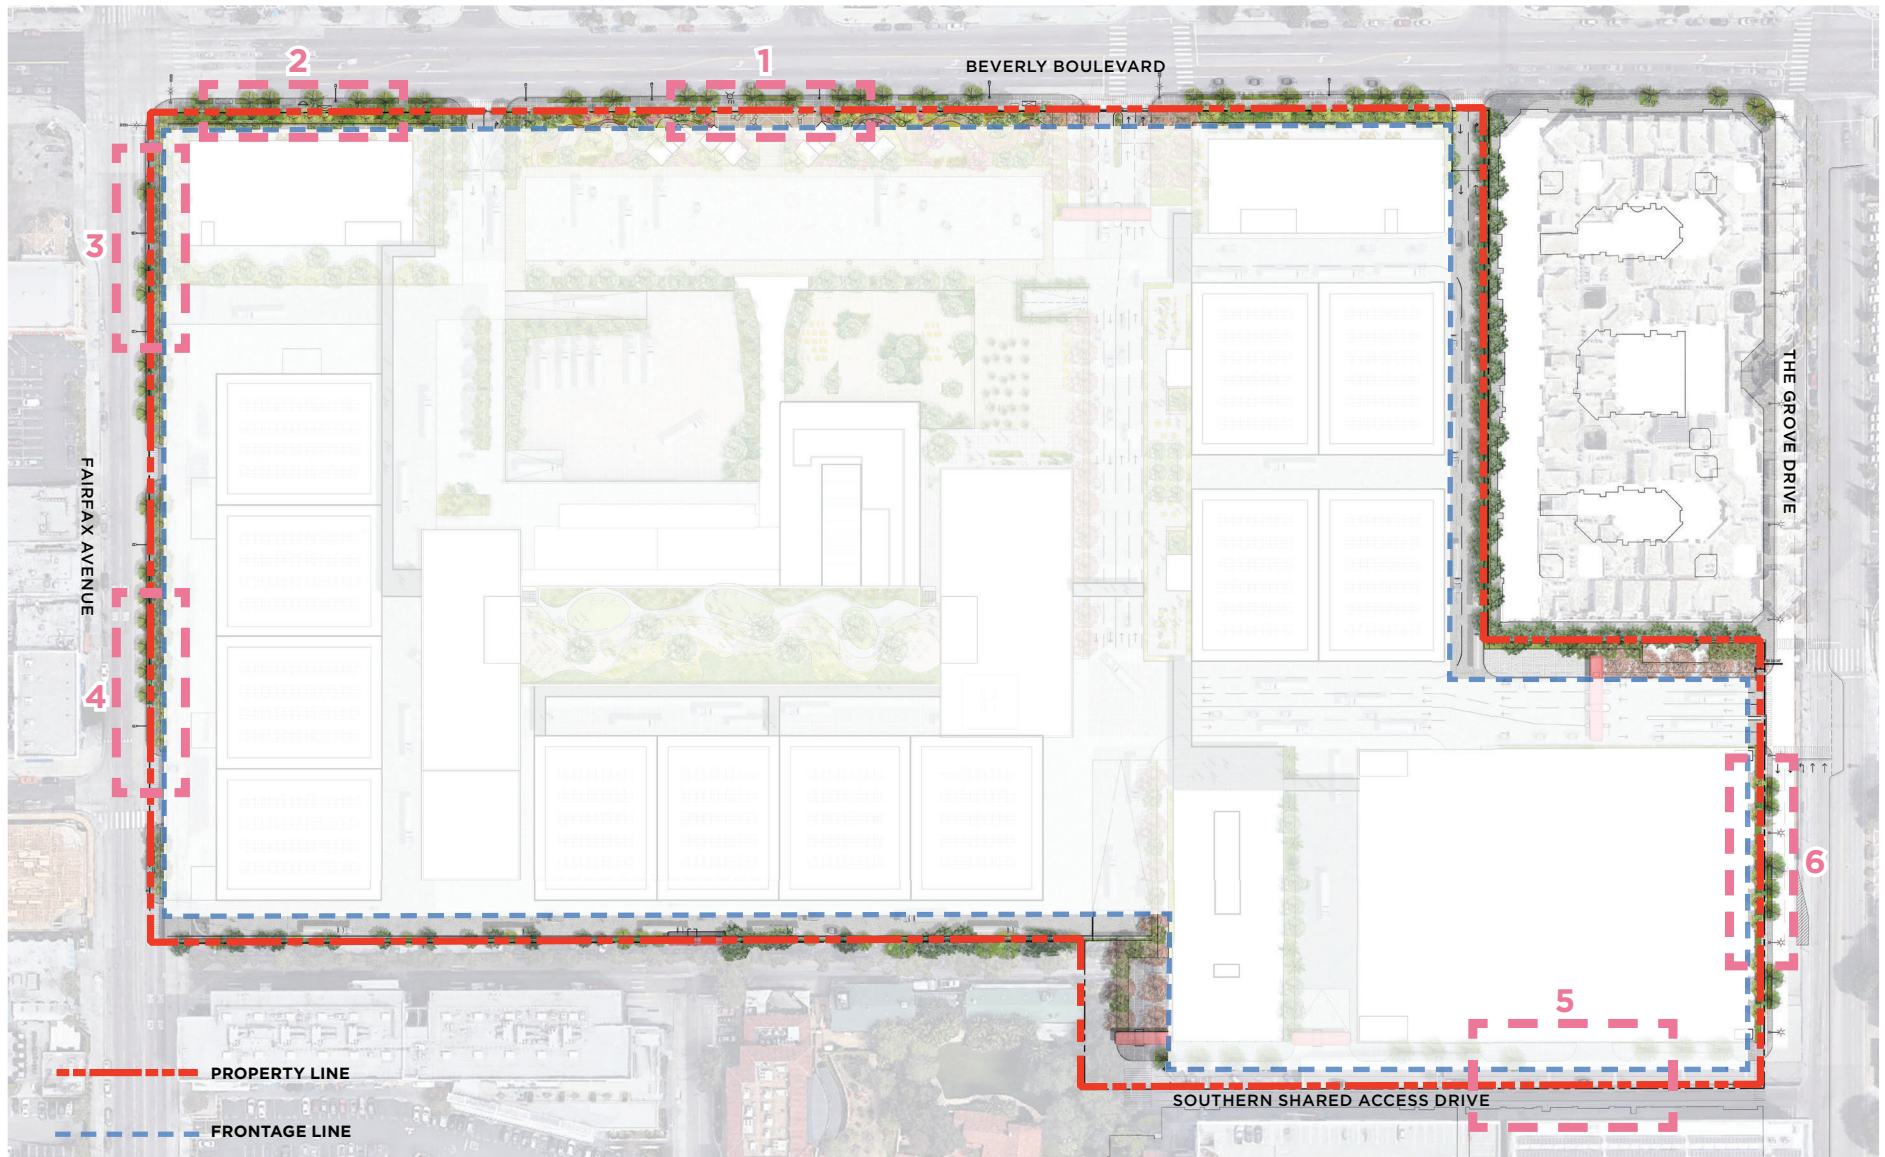 2
1
BEVERLY BOULEVARD
3
THE GROVE DRIVE
FAIRFAX AVENUE
4
6
5
PROPERTY LINE
SOUTHERN SHARED ACCESS DRIVE
FRONTAGE LINE